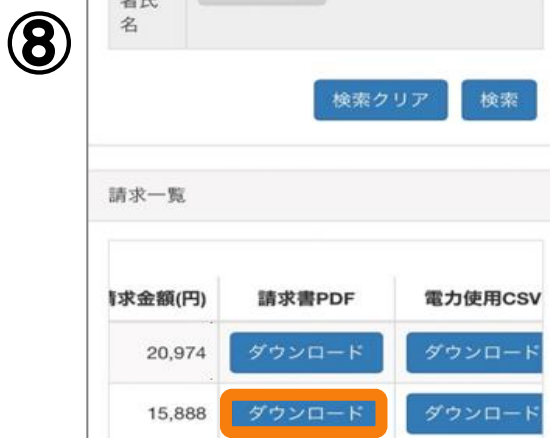 ⑧
者氏
名
検索クリア 検索
請求一覧
請求金額(円) 請求書PDF 電力使用CSV
20,974 ダウンロード ダウンロード
15,888 ダウンロード ダウンロード